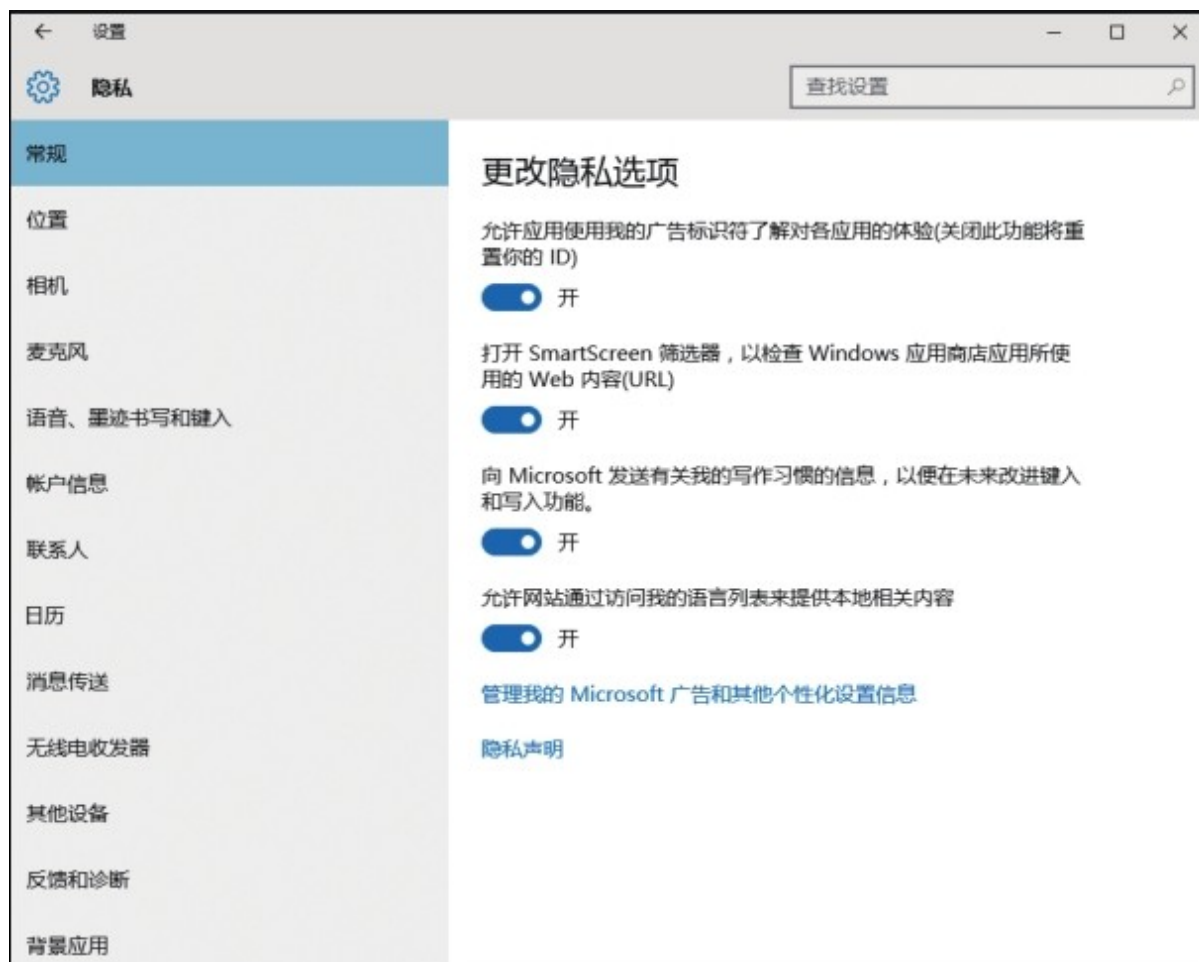 设置
隐私
查找设置
常规
位置
相机
麦克风
语音、墨迹书写和键入
帐户信息
联系人
日历
消息传送
无线电收发器
其他设备
反馈和诊断
背景应用
更改隐私选项
允许应用使用我的广告标识符了解对各应用的体验(关闭此功能将重
置你的 ID)
开
打开 SmartScreen 筛选器，以检查 Windows 应用商店应用所使
用的 Web 内容(URL)
开
向 Microsoft 发送有关我的写作习惯的信息，以便在未来改进键入
和写入功能。
开
允许网站通过访问我的语言列表来提供本地相关内容
开
管理我的 Microsoft 广告和其他个性化设置信息
隐私声明